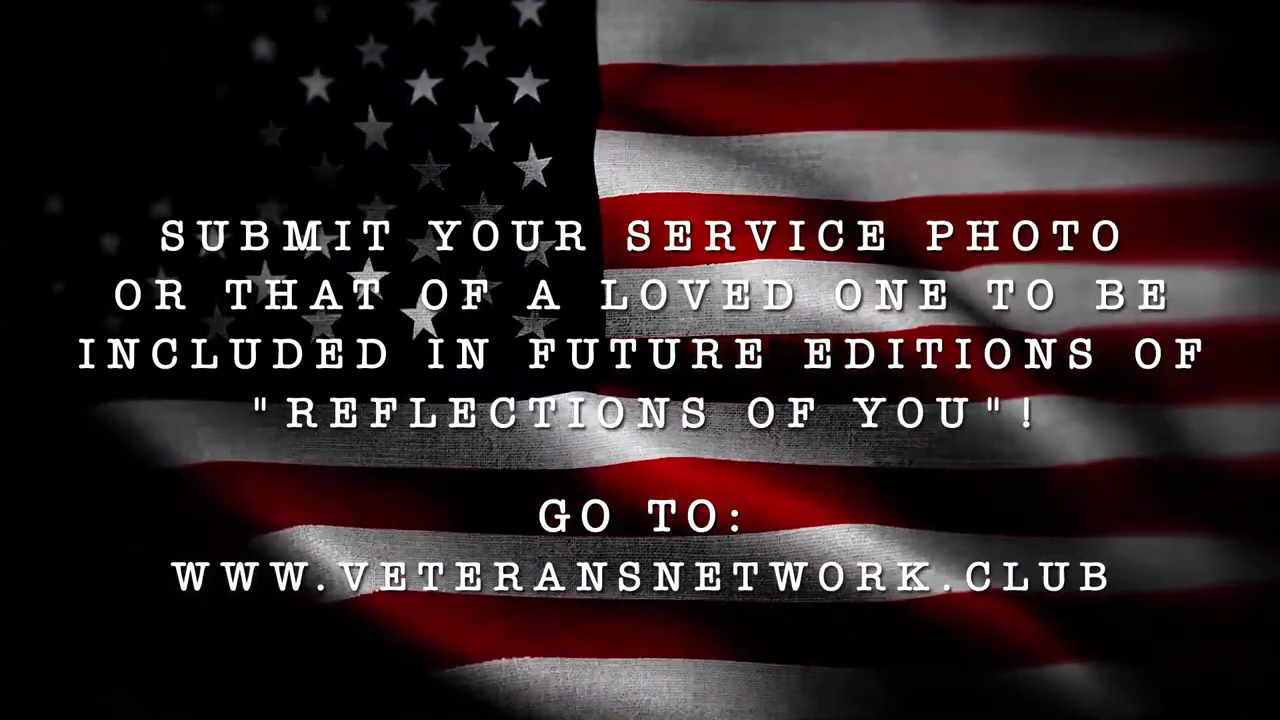 SUBMIT YOUR SERVICE PHOTO
OR THAT OF A LOVED ONE TO BE
INCLUDED IN FUTURE EDITIONS OF
"REFLECTIONS OF YOU"!
GO TO:
WWW.VETERANSNETWORK.CLUB